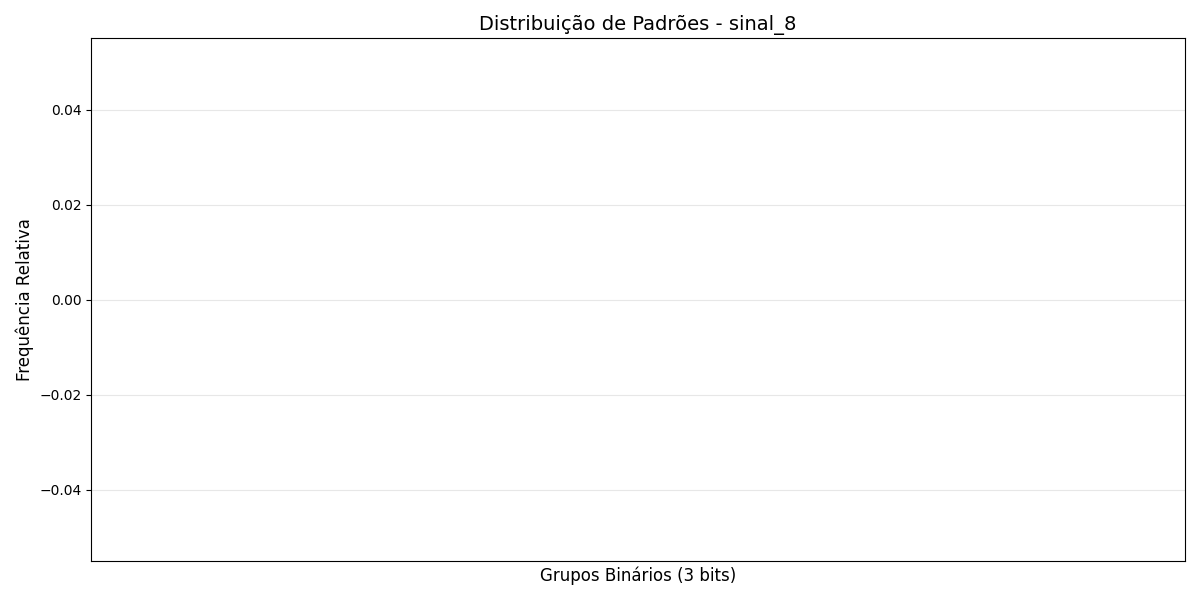 Distribuição de Padrões - sinal_8
Frequência Relativa
0.04
0.02
0.00
−0.02
−0.04
Grupos Binários (3 bits)